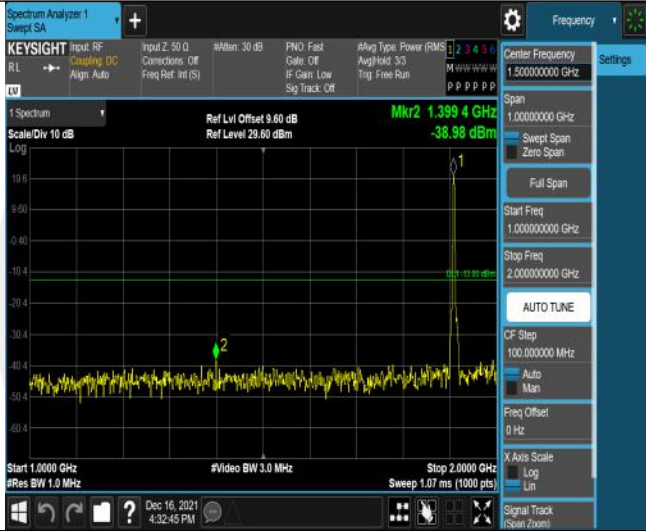 Spectrum Analyzer 1
Swept SA
+
Frequency
KEYSIGHT
RL
LV
Input: RF
Coupling: DC
Align: Auto
Input Z: 50 Ω
Corrections: Off
Freq Ref: Int (S)
#Atten: 30 dB
PNO: Fast
Gate: Off
IF Gain: Low
Sig Track: Off
#Avg Type: Power (RMS
Avg|Hold: 3/3
Trig: Free Run
1 2 3 4 5 6
M W W W W W
P P P P P P
1 Spectrum
Scale/Div 10 dB
Log
Ref Lvl Offset 9.60 dB
Ref Level 29.60 dBm
Mkr2 1.399 4 GHz
-38.98 dBm
1
19.6
9.60
-0.40
-10.4
DL1 -13.00 dBm
-20.4
-30.4
2
-40.4
-50.4
-60.4
Start 1.0000 GHz
#Res BW 1.0 MHz
#Video BW 3.0 MHz
Stop 2.0000 GHz
Sweep 1.07 ms (1000 pts)
?
Dec 16, 2021
4:32:45 PM
Center Frequency
1.500000000 GHz
Settings
Span
1.00000000 GHz
Swept Span
Zero Span
Full Span
Start Freq
1.000000000 GHz
Stop Freq
2.000000000 GHz
AUTO TUNE
CF Step
100.000000 MHz
Auto
Man
Freq Offset
0 Hz
X Axis Scale
Log
Lin
Signal Track
(Span Zoom)